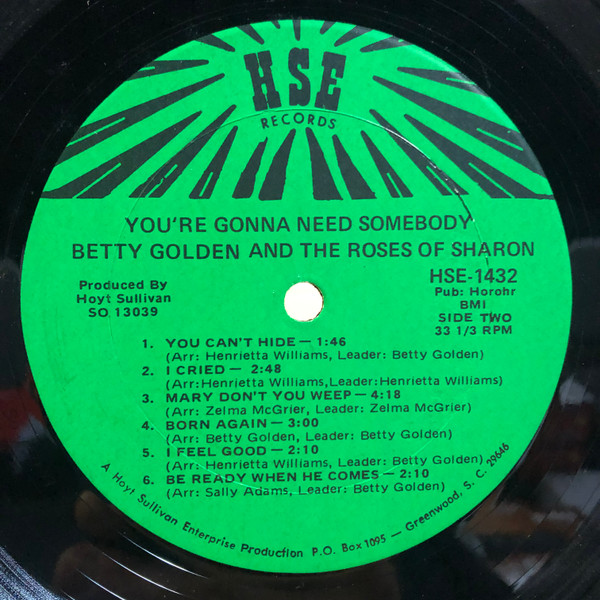 HSE
RECORDS
YOU'RE GONNA NEED SOMEBODY
BETTY GOLDEN AND THE ROSES OF SHARON
Produced By
Hoyt Sullivan
SO 13039
HSE-1432
Pub: Horohr
BMI
SIDE TWO
33 1/3 RPM
1. YOU CAN'T HIDE — 1:46
(Arr: Henrietta Williams, Leader: Betty Golden)
2. I CRIED — 2:48
(Arr:Henrietta Williams,Leader:Henrietta Williams)
3. MARY DON'T YOU WEEP — 4:18
(Arr: Zelma McGrier, Leader: Zelma McGrier)
4. BORN AGAIN — 3:00
(Arr: Betty Golden, Leader: Betty Golden)
5. I FEEL GOOD — 2:10
(Arr: Henrietta Williams, Leader: Betty Golden)
6. BE READY WHEN HE COMES — 2:10
(Arr: Sally Adams, Leader: Betty Golden)
A Hoyt Sullivan Enterprise Production P.O. Box 1095 — Greenwood, S. C. 29646